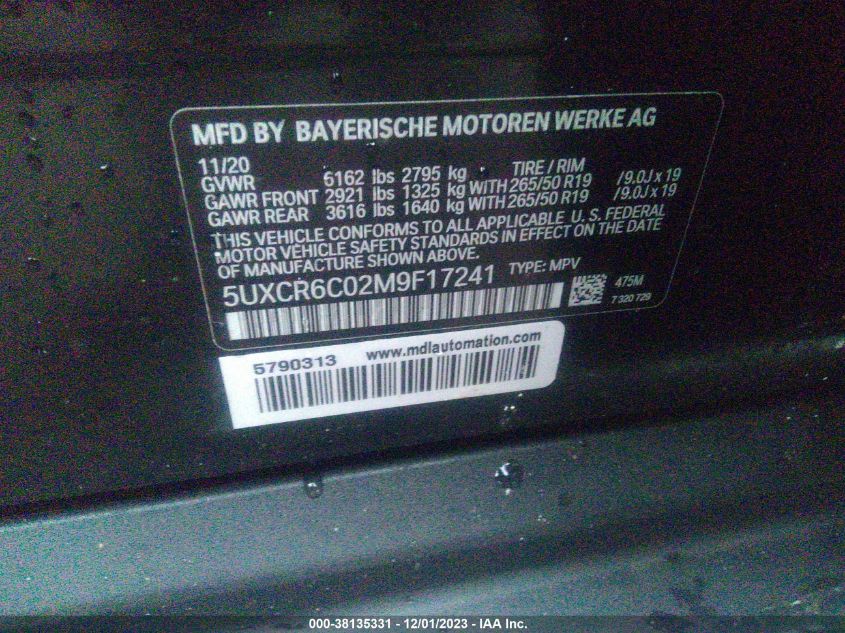 MFD BY BAYERISCHE MOTOREN WERKE AG
11/20 TIRE / RIM
GVWR 6162 lbs 2795 kg
GAWR FRONT 2921 lbs 1325 kg WITH 265/50 R19 /9.0J x 19
GAWR REAR 3616 lbs 1640 kg WITH 265/50 R19 /9.0J x 19
THIS VEHICLE CONFORMS TO ALL APPLICABLE U.S. FEDERAL
MOTOR VEHICLE SAFETY STANDARDS IN EFFECT ON THE DATE
OF MANUFACTURE SHOWN ABOVE.
5UXCR6C02M9F17241 TYPE: MPV
475M
7 320 729
5790313 www.mdlautomation.com
000-38135331 - 12/01/2023 - IAA Inc.